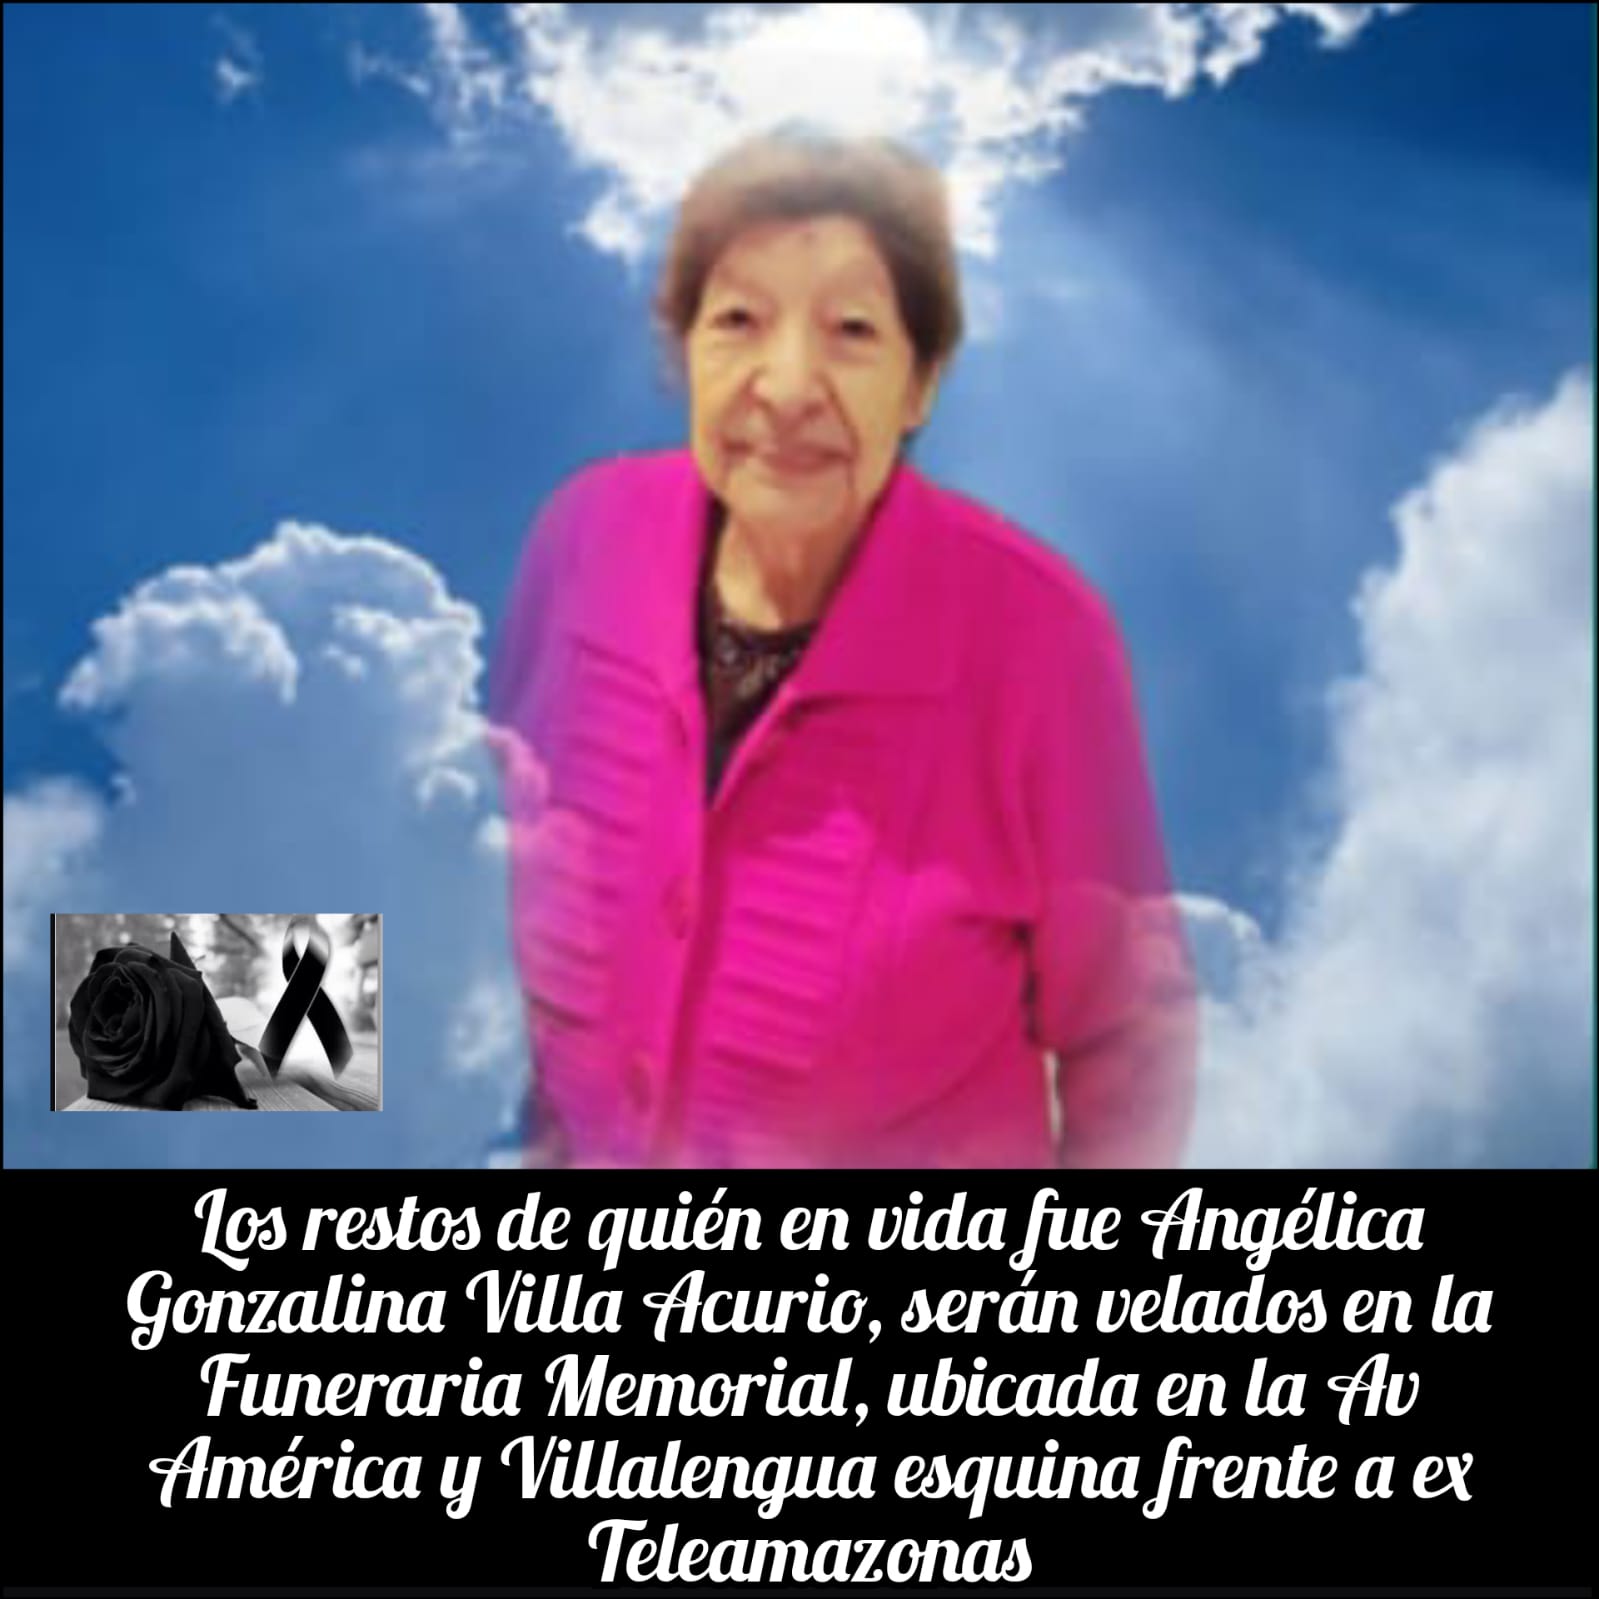 Los restos de quién en vida fue Angélica
Gonzalina Villa Acurio, serán velados en la
Funeraria Memorial, ubicada en la Av
América y Villalengua esquina frente a ex
Teleamazonas